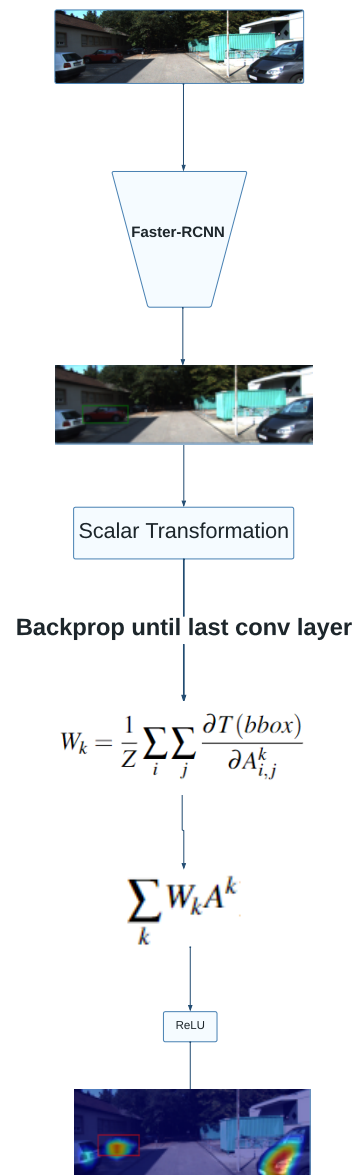 Faster-RCNN
Scalar Transformation
Backprop until last conv layer
W_k = \frac{1}{Z} \sum_i \sum_j \frac{\partial T(bbox)}{\partial A^k_{i,j}}
\sum_k W_k A^k
ReLU